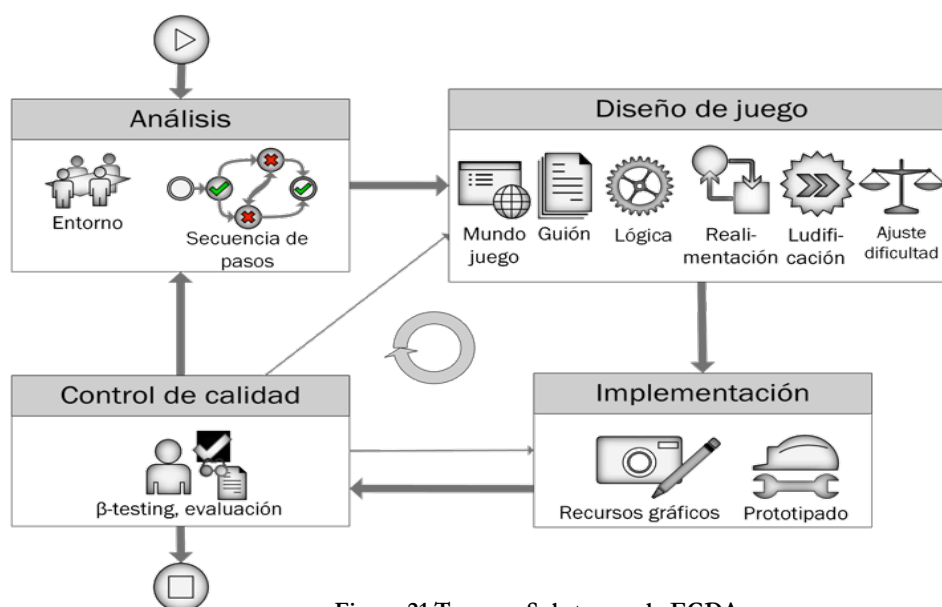 Análisis
Entorno
Secuencia de
pasos
Diseño de juego
Mundo
juego
Guión
Lógica
Reali-
mentación
Ludifi-
cación
Ajuste
dificultad
Control de calidad
β-testing, evaluación
Implementación
Recursos gráficos
Prototipado